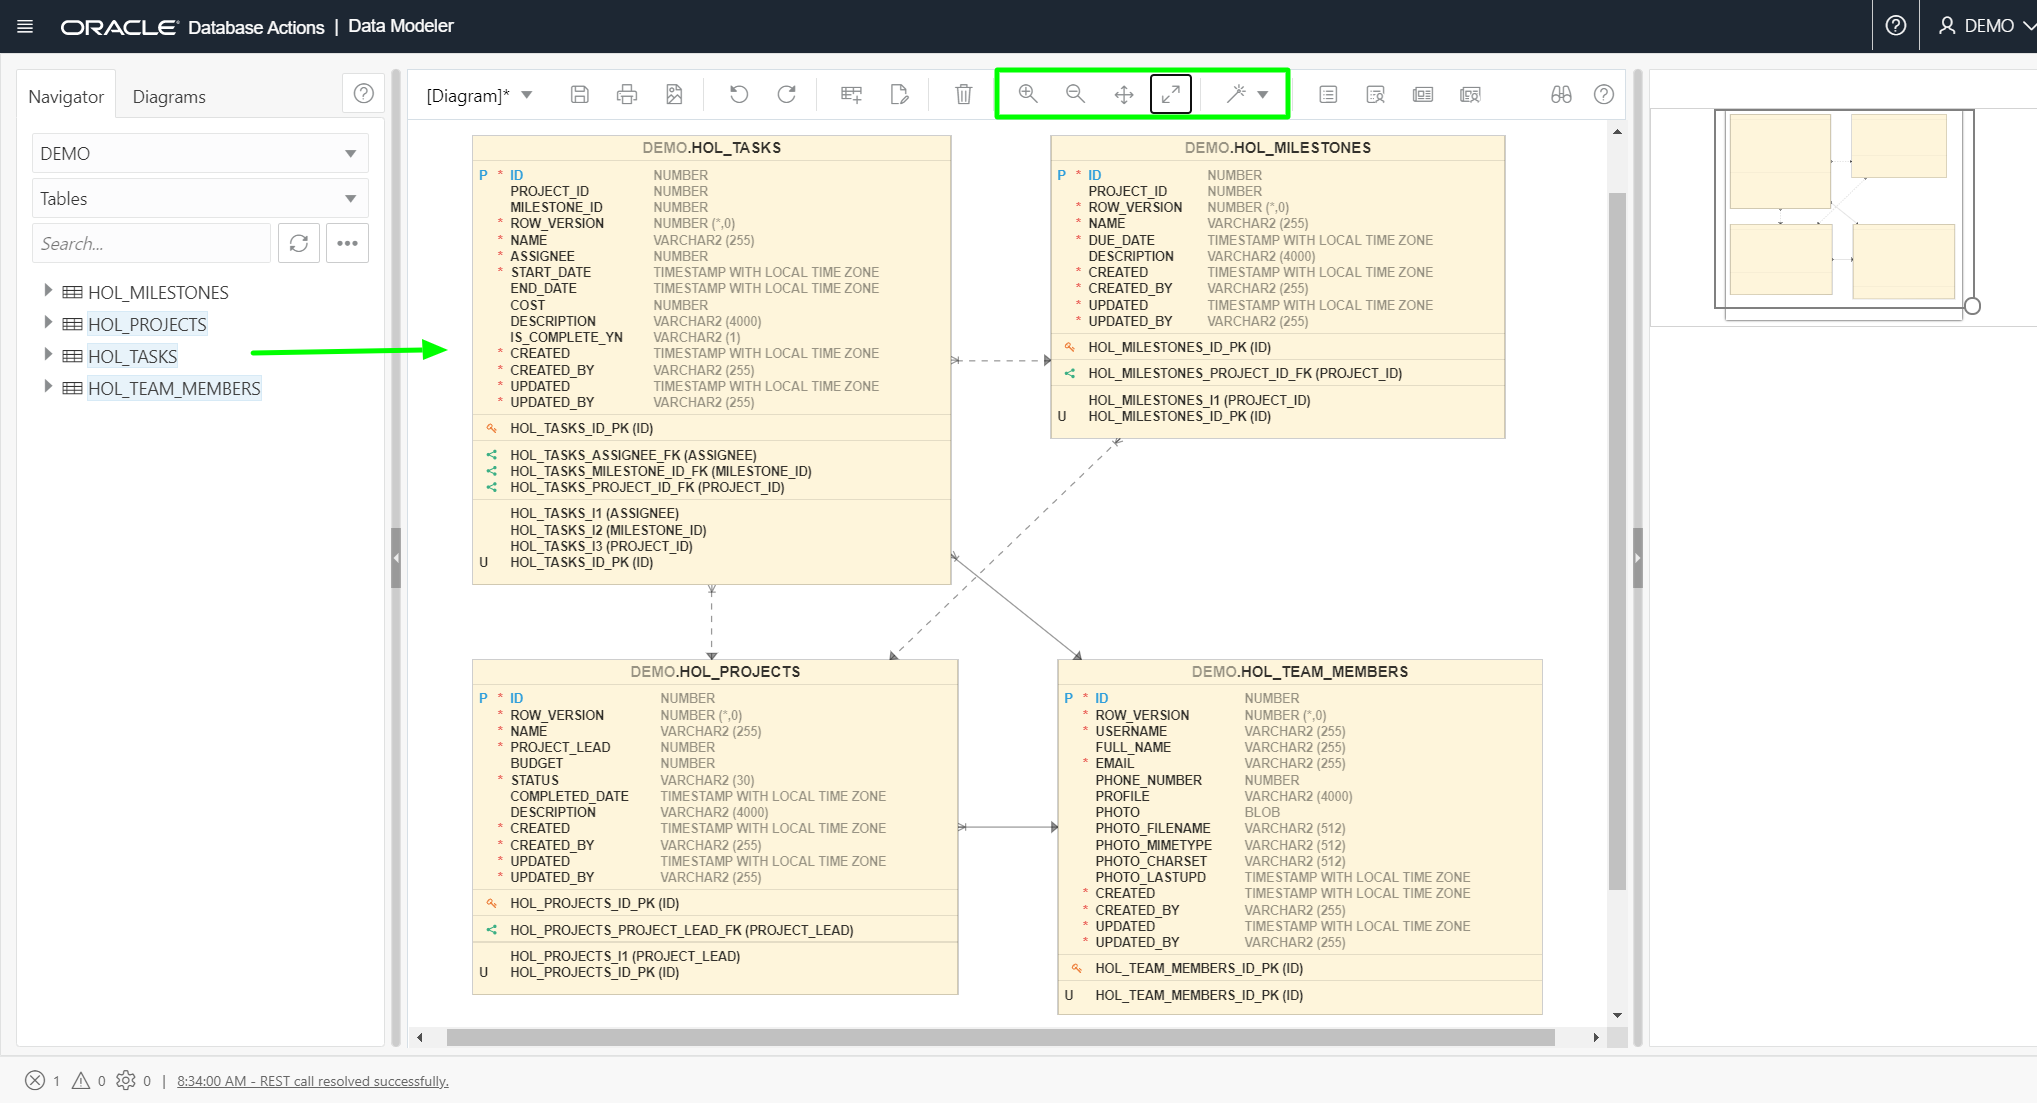 ORACLE® Database Actions | Data Modeler
DEMO
Navigator
Diagrams
DEMO
Tables
Search...
HOL_MILESTONES
HOL_PROJECTS
HOL_TASKS
HOL_TEAM_MEMBERS
[Diagram]*
DEMO.HOL_TASKS
P * ID NUMBER
PROJECT_ID NUMBER
MILESTONE_ID NUMBER
* ROW_VERSION NUMBER (*,0)
* NAME VARCHAR2 (255)
* ASSIGNEE NUMBER
* START_DATE TIMESTAMP WITH LOCAL TIME ZONE
END_DATE TIMESTAMP WITH LOCAL TIME ZONE
COST NUMBER
DESCRIPTION VARCHAR2 (4000)
IS_COMPLETE_YN VARCHAR2 (1)
* CREATED TIMESTAMP WITH LOCAL TIME ZONE
* CREATED_BY VARCHAR2 (255)
* UPDATED TIMESTAMP WITH LOCAL TIME ZONE
* UPDATED_BY VARCHAR2 (255)
HOL_TASKS_ID_PK (ID)
HOL_TASKS_ASSIGNEE_FK (ASSIGNEE)
HOL_TASKS_MILESTONE_ID_FK (MILESTONE_ID)
HOL_TASKS_PROJECT_ID_FK (PROJECT_ID)
HOL_TASKS_I1 (ASSIGNEE)
HOL_TASKS_I2 (MILESTONE_ID)
HOL_TASKS_I3 (PROJECT_ID)
U HOL_TASKS_ID_PK (ID)
DEMO.HOL_MILESTONES
P * ID NUMBER
PROJECT_ID NUMBER
* ROW_VERSION NUMBER (*,0)
* NAME VARCHAR2 (255)
* DUE_DATE TIMESTAMP WITH LOCAL TIME ZONE
DESCRIPTION VARCHAR2 (4000)
* CREATED TIMESTAMP WITH LOCAL TIME ZONE
* CREATED_BY VARCHAR2 (255)
* UPDATED TIMESTAMP WITH LOCAL TIME ZONE
* UPDATED_BY VARCHAR2 (255)
HOL_MILESTONES_ID_PK (ID)
HOL_MILESTONES_PROJECT_ID_FK (PROJECT_ID)
HOL_MILESTONES_I1 (PROJECT_ID)
U HOL_MILESTONES_ID_PK (ID)
DEMO.HOL_PROJECTS
P * ID NUMBER
* ROW_VERSION NUMBER (*,0)
* NAME VARCHAR2 (255)
* PROJECT_LEAD NUMBER
BUDGET NUMBER
* STATUS VARCHAR2 (30)
COMPLETED_DATE TIMESTAMP WITH LOCAL TIME ZONE
DESCRIPTION VARCHAR2 (4000)
* CREATED TIMESTAMP WITH LOCAL TIME ZONE
* CREATED_BY VARCHAR2 (255)
* UPDATED TIMESTAMP WITH LOCAL TIME ZONE
* UPDATED_BY VARCHAR2 (255)
HOL_PROJECTS_ID_PK (ID)
HOL_PROJECTS_PROJECT_LEAD_FK (PROJECT_LEAD)
HOL_PROJECTS_I1 (PROJECT_LEAD)
U HOL_PROJECTS_ID_PK (ID)
DEMO.HOL_TEAM_MEMBERS
P * ID NUMBER
* ROW_VERSION NUMBER (*,0)
* USERNAME VARCHAR2 (255)
FULL_NAME VARCHAR2 (255)
* EMAIL VARCHAR2 (255)
PHONE_NUMBER NUMBER
PROFILE VARCHAR2 (4000)
PHOTO BLOB
PHOTO_FILENAME VARCHAR2 (512)
PHOTO_MIMETYPE VARCHAR2 (512)
PHOTO_CHARSET VARCHAR2 (512)
PHOTO_LASTUPD TIMESTAMP WITH LOCAL TIME ZONE
* CREATED TIMESTAMP WITH LOCAL TIME ZONE
* CREATED_BY VARCHAR2 (255)
* UPDATED TIMESTAMP WITH LOCAL TIME ZONE
* UPDATED_BY VARCHAR2 (255)
HOL_TEAM_MEMBERS_ID_PK (ID)
U HOL_TEAM_MEMBERS_ID_PK (ID)
1 0 0 | 8:34:00 AM - REST call resolved successfully.